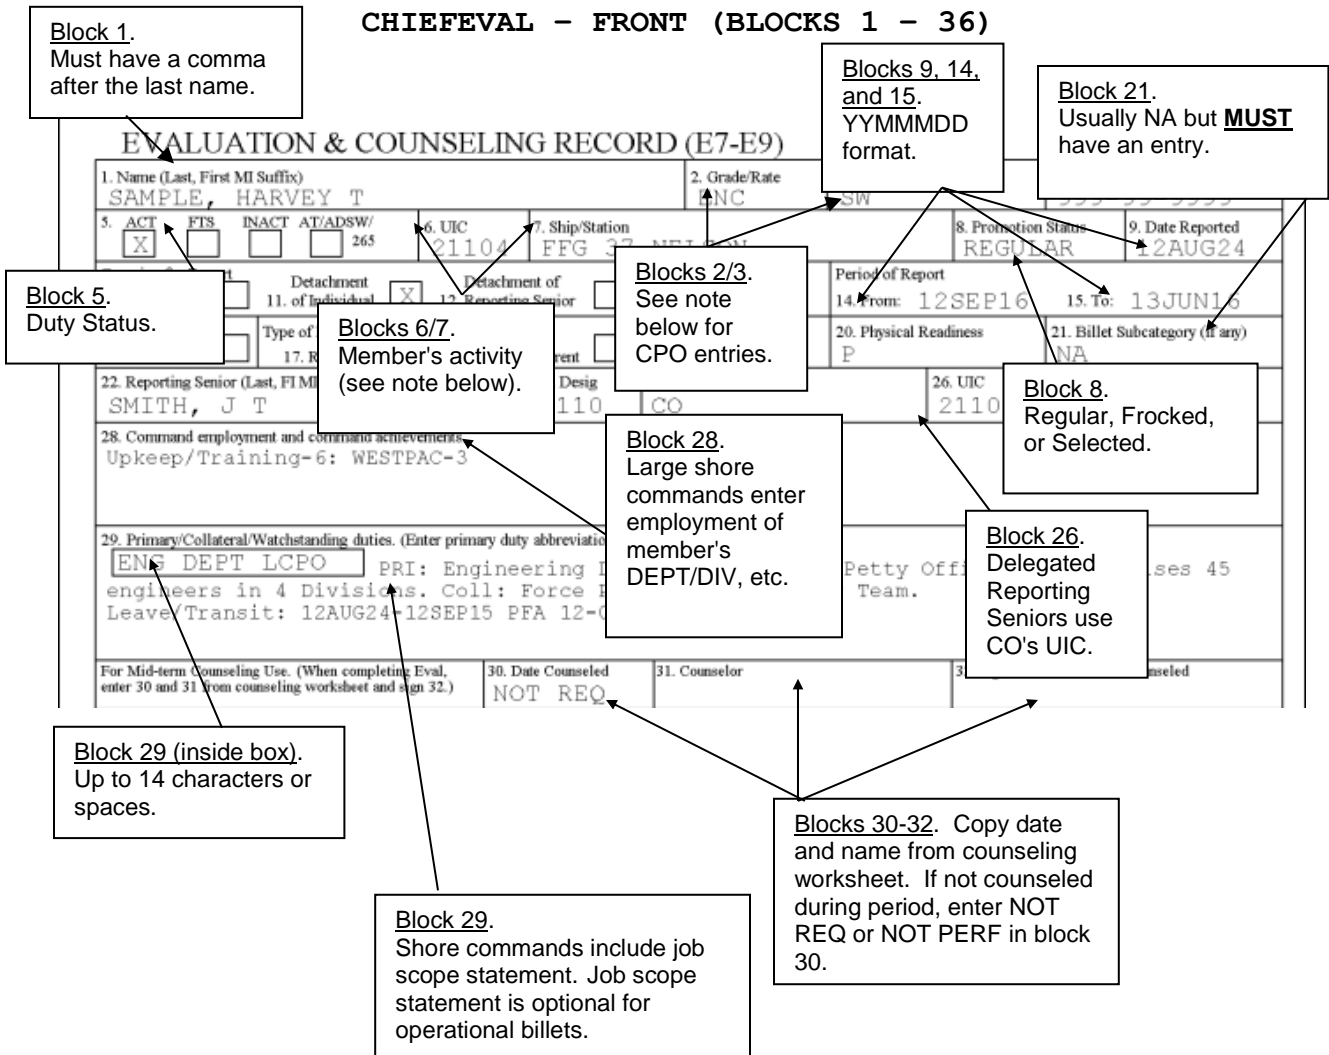 CHIEFEVAL – FRONT (BLOCKS 1 – 36)
Block 1.
Must have a comma
after the last name.
Blocks 9, 14,
and 15.
YYMMMDD
format.
Block 21.
Usually NA but MUST
have an entry.
EVALUATION & COUNSELING RECORD (E7-E9)
1. Name (Last, First MI Suffix)
SAMPLE, HARVEY T
2. Grade/Rate
ENC
SW
5. ACT
X
FTS
INACT
AT/ADSW/
265
6. UIC
21104
7. Ship/Station
FFG 37 NELSON
8. Promotion Status
REGULAR
9. Date Reported
12AUG24
Block 5.
Duty Status.
Detachment
11. of Individual
X
Detachment of
12. Reporting Senior
Period of Report
14. From: 12SEP16
15. To: 13JUN16
Blocks 6/7.
Member's activity
(see note below).
Blocks 2/3.
See note
below for
CPO entries.
Type of
17. R
20. Physical Readiness
P
21. Billet Subcategory (if any)
NA
22. Reporting Senior (Last, FI MI
SMITH, J T
Desig
110
CO
26. UIC
2110
Block 8.
Regular, Frocked,
or Selected.
28. Command employment and command achievements.
Upkeep/Training-6: WESTPAC-3
Block 28.
Large shore
commands enter
employment of
member's
DEPT/DIV, etc.
Block 26.
Delegated
Reporting
Seniors use
CO's UIC.
29. Primary/Collateral/Watchstanding duties. (Enter primary duty abbreviatio
ENG DEPT LCPO
PRI: Engineering
Petty Off
ses 45
engineers in 4 Divisions. Coll: Force
Team.
Leave/Transit: 12AUG24-12SEP15 PFA 12-
For Mid-term Counseling Use. (When completing Eval,
enter 30 and 31 from counseling worksheet and sign 32.)
30. Date Counseled
NOT REQ
31. Counselor
3
nseled
Block 29 (inside box).
Up to 14 characters or
spaces.
Blocks 30-32. Copy date
and name from counseling
worksheet. If not counseled
during period, enter NOT
REQ or NOT PERF in block
30.
Block 29.
Shore commands include job
scope statement. Job scope
statement is optional for
operational billets.